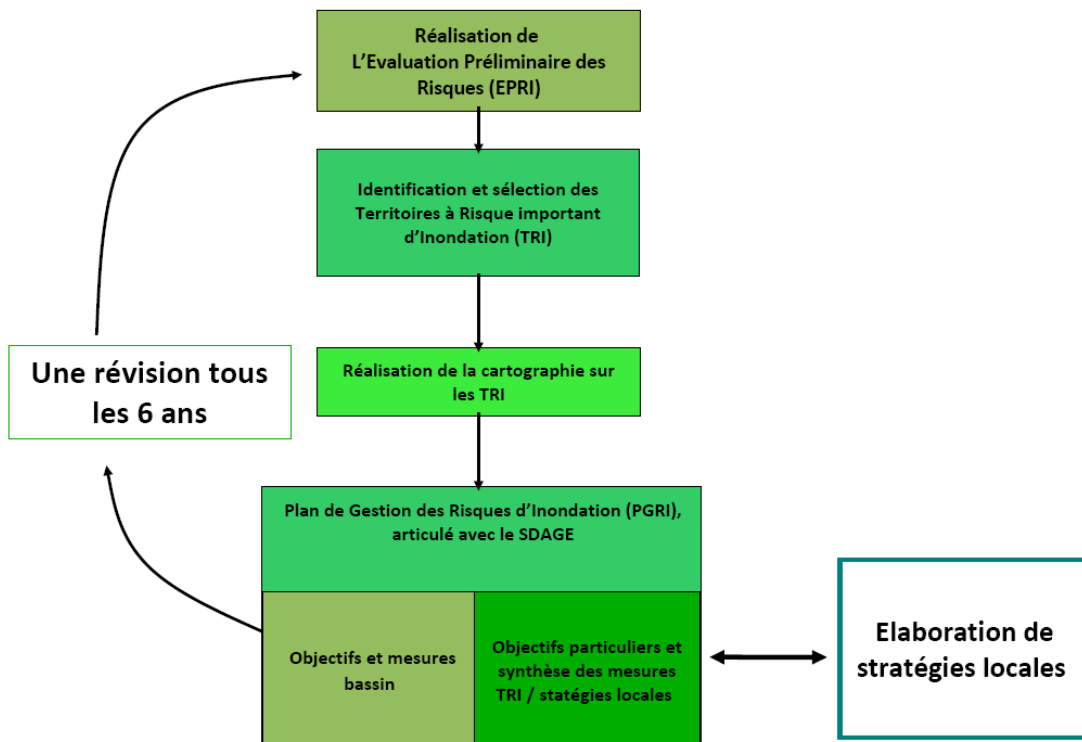 Réalisation de
L'Evaluation Préliminaire des
Risques (EPRI)
Identification et sélection des
Territoires à Risque important
d'Inondation (TRI)
Une révision tous
les 6 ans
Réalisation de la cartographie sur
les TRI
Plan de Gestion des Risques d'Inondation (PGRI),
articulé avec le SDAGE
Objectifs et mesures
bassin
Objectifs particuliers et
synthèse des mesures
TRI / statégies locales
Elaboration de
stratégies locales